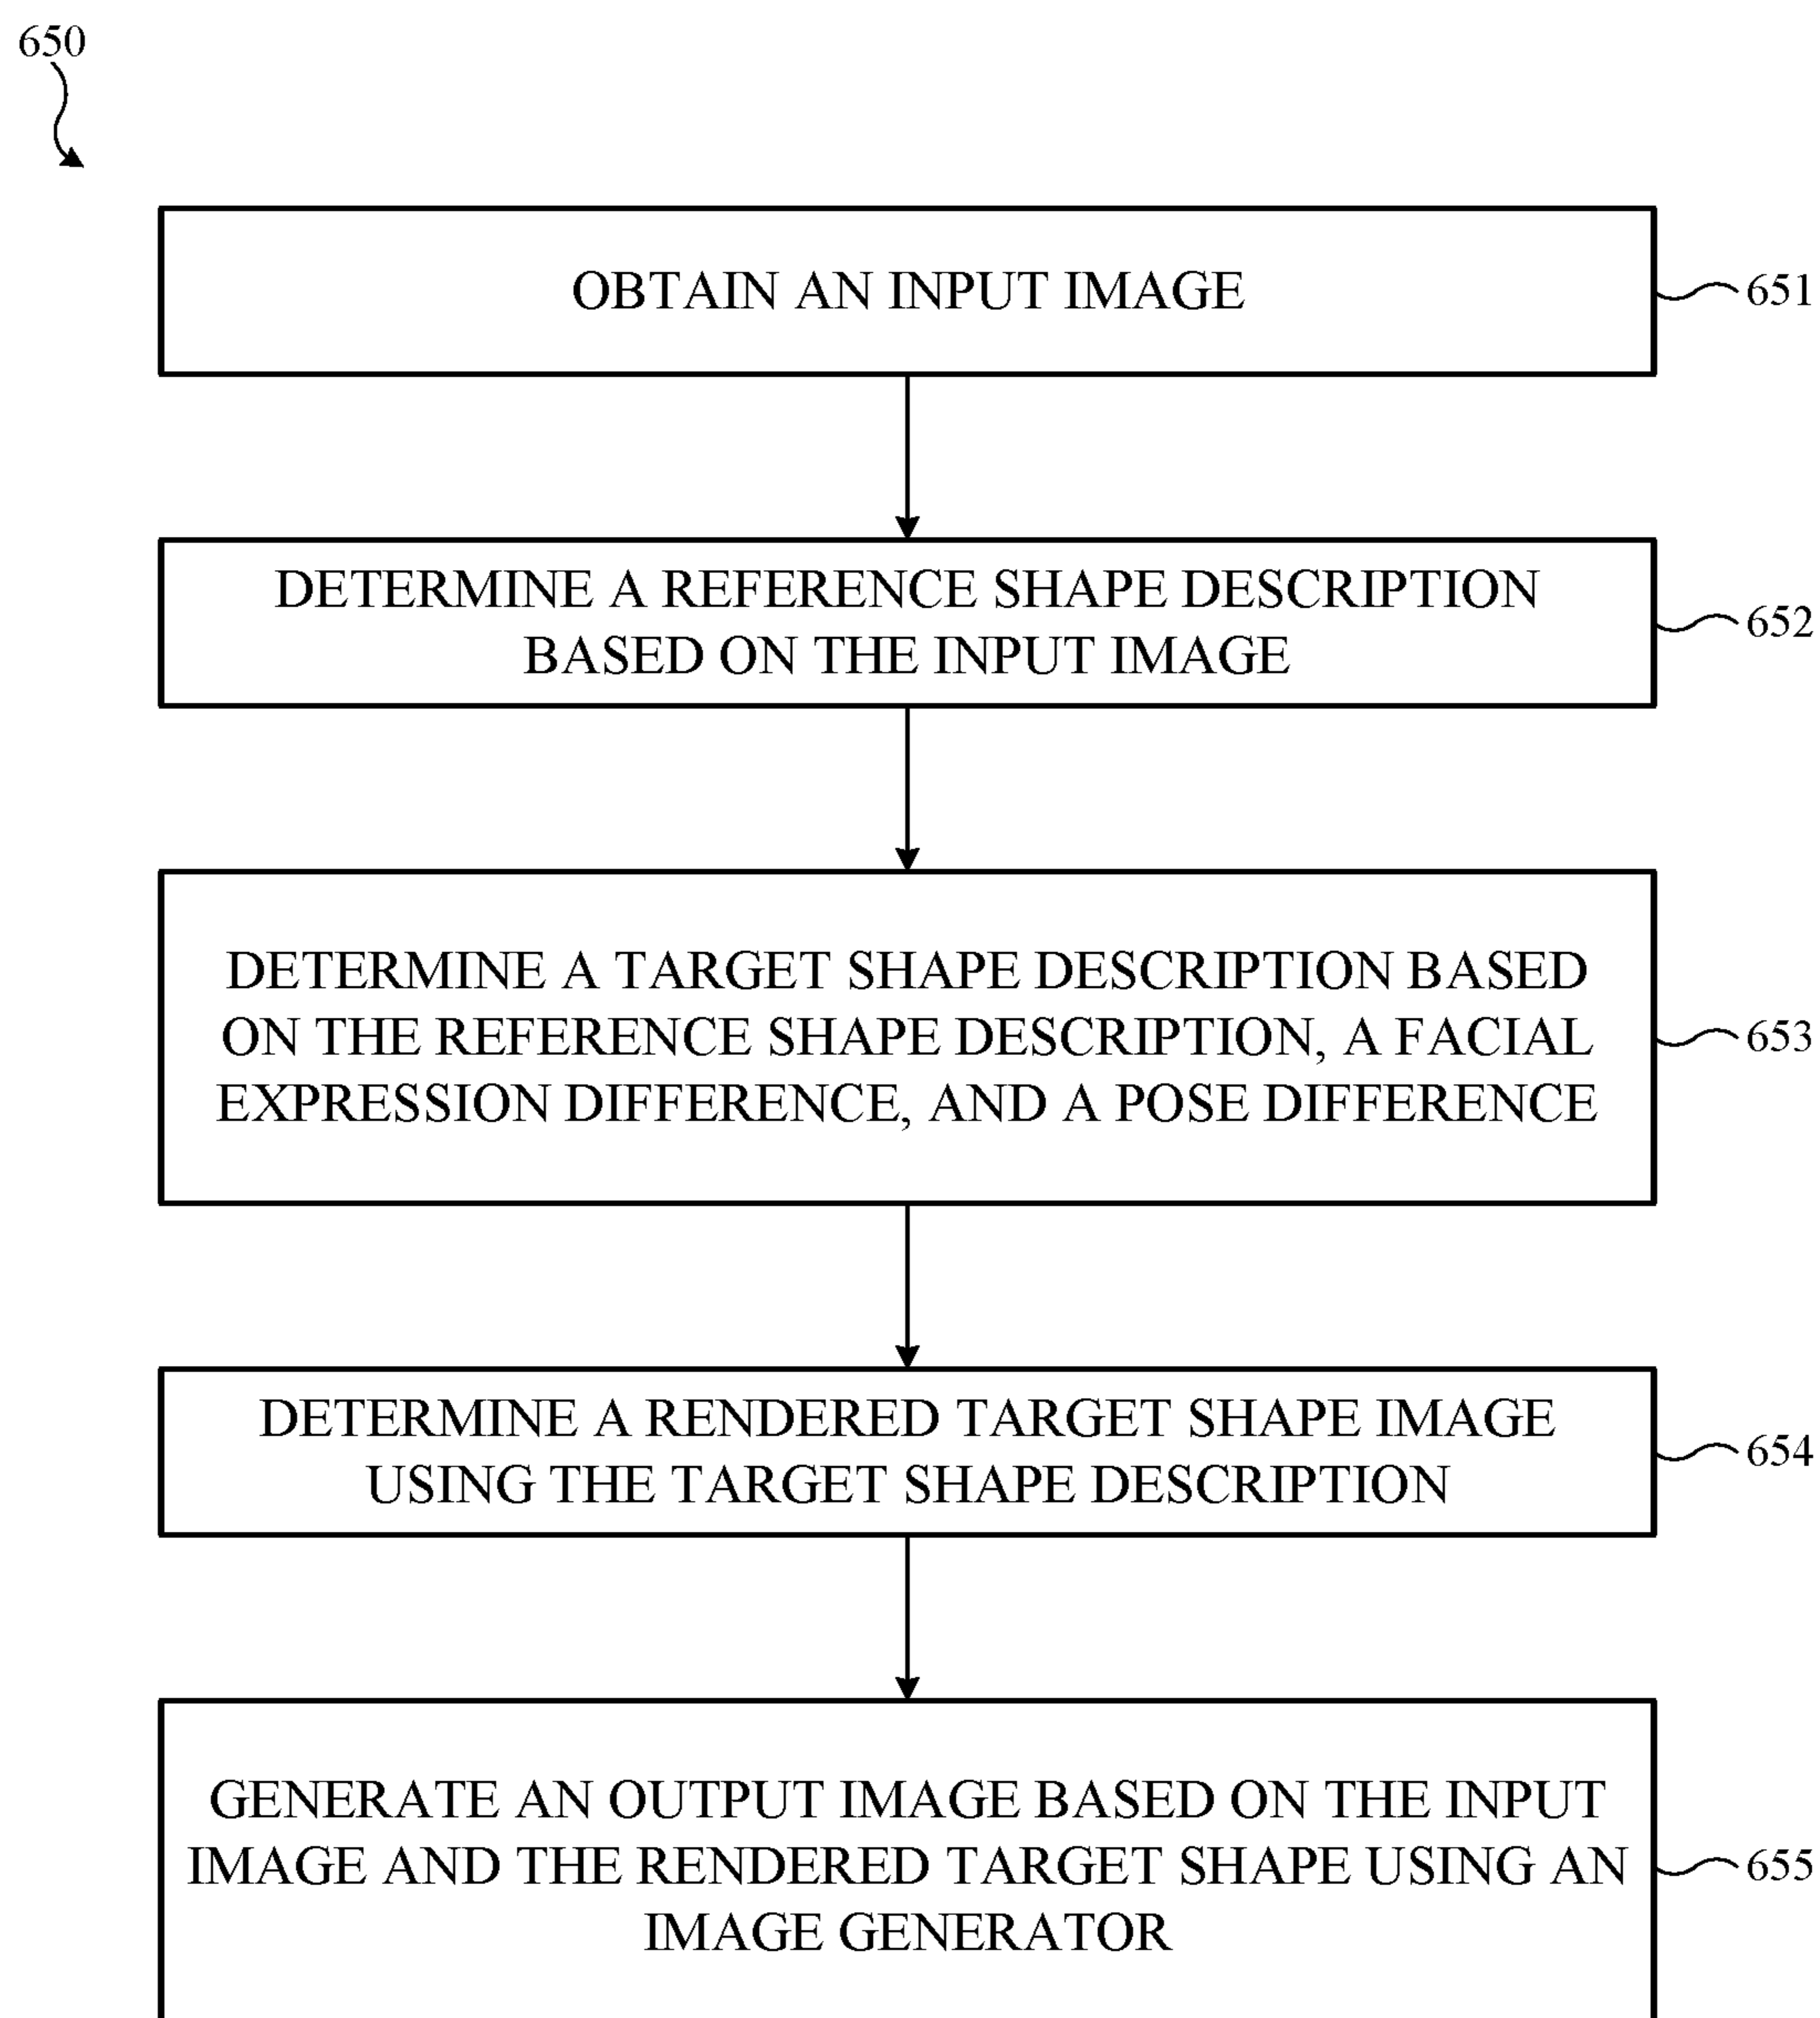 650
OBTAIN AN INPUT IMAGE
651
DETERMINE A REFERENCE SHAPE DESCRIPTION
BASED ON THE INPUT IMAGE
652
DETERMINE A TARGET SHAPE DESCRIPTION BASED
ON THE REFERENCE SHAPE DESCRIPTION, A FACIAL
EXPRESSION DIFFERENCE, AND A POSE DIFFERENCE
653
DETERMINE A RENDERED TARGET SHAPE IMAGE
USING THE TARGET SHAPE DESCRIPTION
654
GENERATE AN OUTPUT IMAGE BASED ON THE INPUT
IMAGE AND THE RENDERED TARGET SHAPE USING AN
IMAGE GENERATOR
655